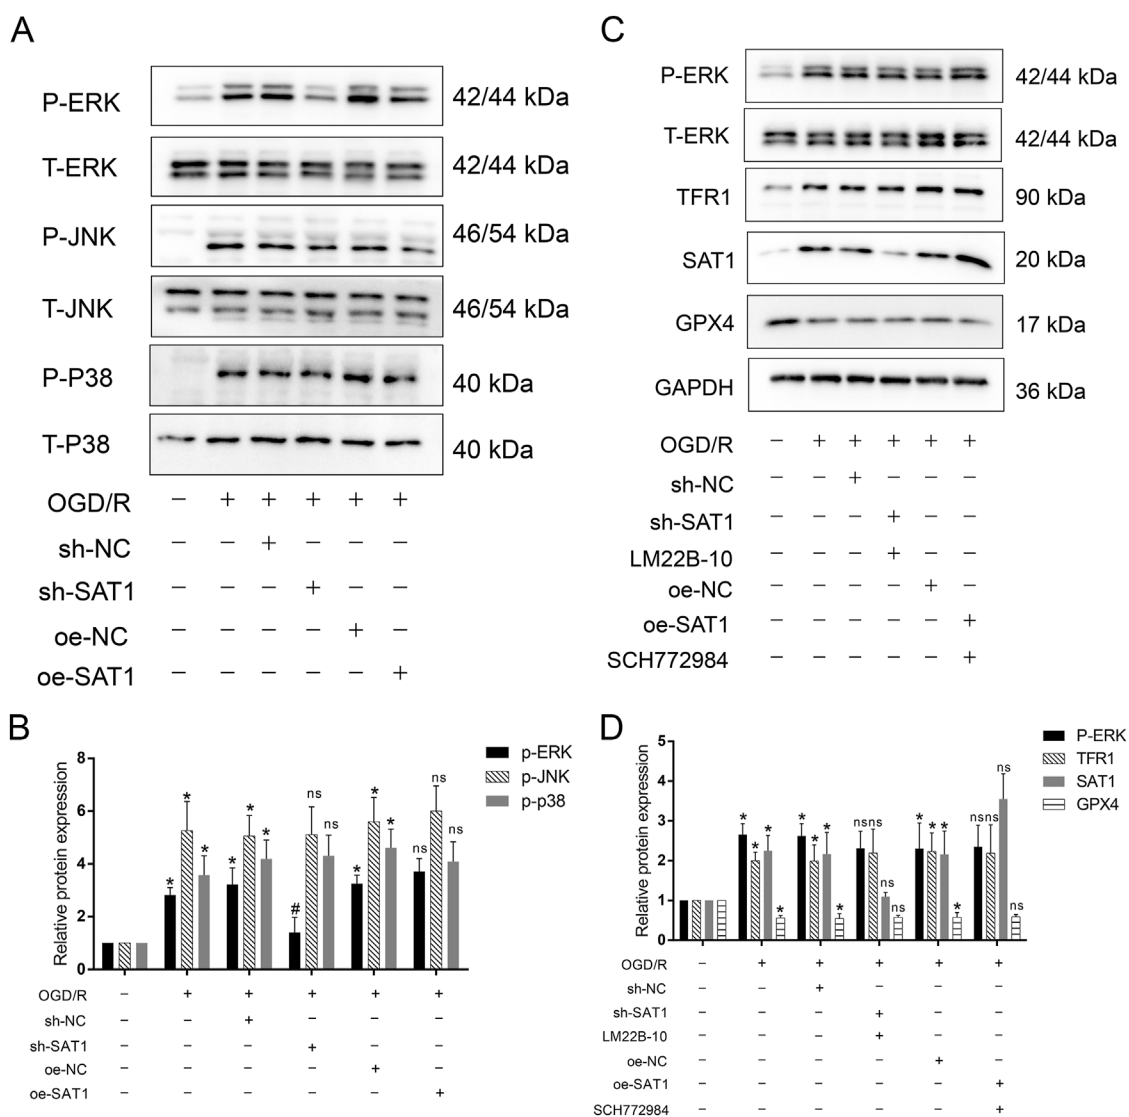 A
P-ERK 42/44 kDa
T-ERK 42/44 kDa
P-JNK 46/54 kDa
T-JNK 46/54 kDa
P-P38 40 kDa
T-P38 40 kDa
OGD/R − + + + + +
sh-NC − − + − − −
sh-SAT1 − − − + − −
oe-NC − − − − + −
oe-SAT1 − − − − − +
C
P-ERK 42/44 kDa
T-ERK 42/44 kDa
TFR1 90 kDa
SAT1 20 kDa
GPX4 17 kDa
GAPDH 36 kDa
OGD/R − + + + + +
sh-NC − − + − − −
sh-SAT1 − − − + − −
LM22B-10 − − − + − −
oe-NC − − − − + −
oe-SAT1 − − − − − +
SCH772984 − − − − − +
B
Relative protein expression
8
6
4
2
0
* * *
* * *
# ns ns
* * *
ns ns
p-ERK
p-JNK
p-p38
OGD/R − + + + + +
sh-NC − − + − − −
sh-SAT1 − − − + − −
oe-NC − − − − + −
oe-SAT1 − − − − − +
D
Relative protein expression
5
4
3
2
1
0
* * * *
* * * *
ns ns ns ns
* * * *
ns ns ns ns
P-ERK
TFR1
SAT1
GPX4
OGD/R − + + + + +
sh-NC − − + − − −
sh-SAT1 − − − + − −
LM22B-10 − − − + − −
oe-NC − − − − + −
oe-SAT1 − − − − − +
SCH772984 − − − − − +